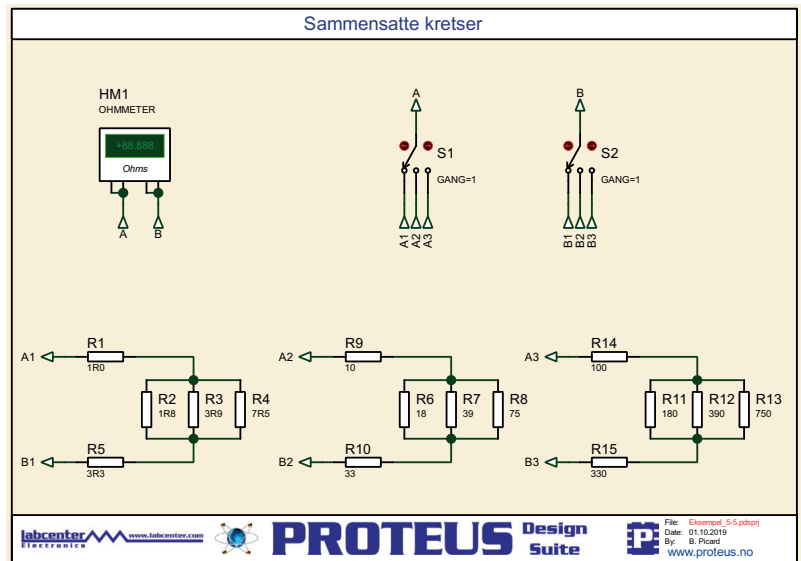 Sammensatte kretser
HM1
OHMMETER
+88.888
Ohms
A
B
A
S1
GANG=1
A1
A2
A3
B
S2
GANG=1
B1
B2
B3
A1
R1
1R0
R2
1R8
R3
3R9
R4
7R5
B1
R5
3R3
A2
R9
10
R6
18
R7
39
R8
75
B2
R10
33
A3
R14
100
R11
180
R12
390
R13
750
B3
R15
330
labcenter
Electronics
www.labcenter.com
PROTEUS Design Suite
File: Eksempel_5-5.pdsprj
Date: 01.10.2019
By: B. Picard
www.proteus.no